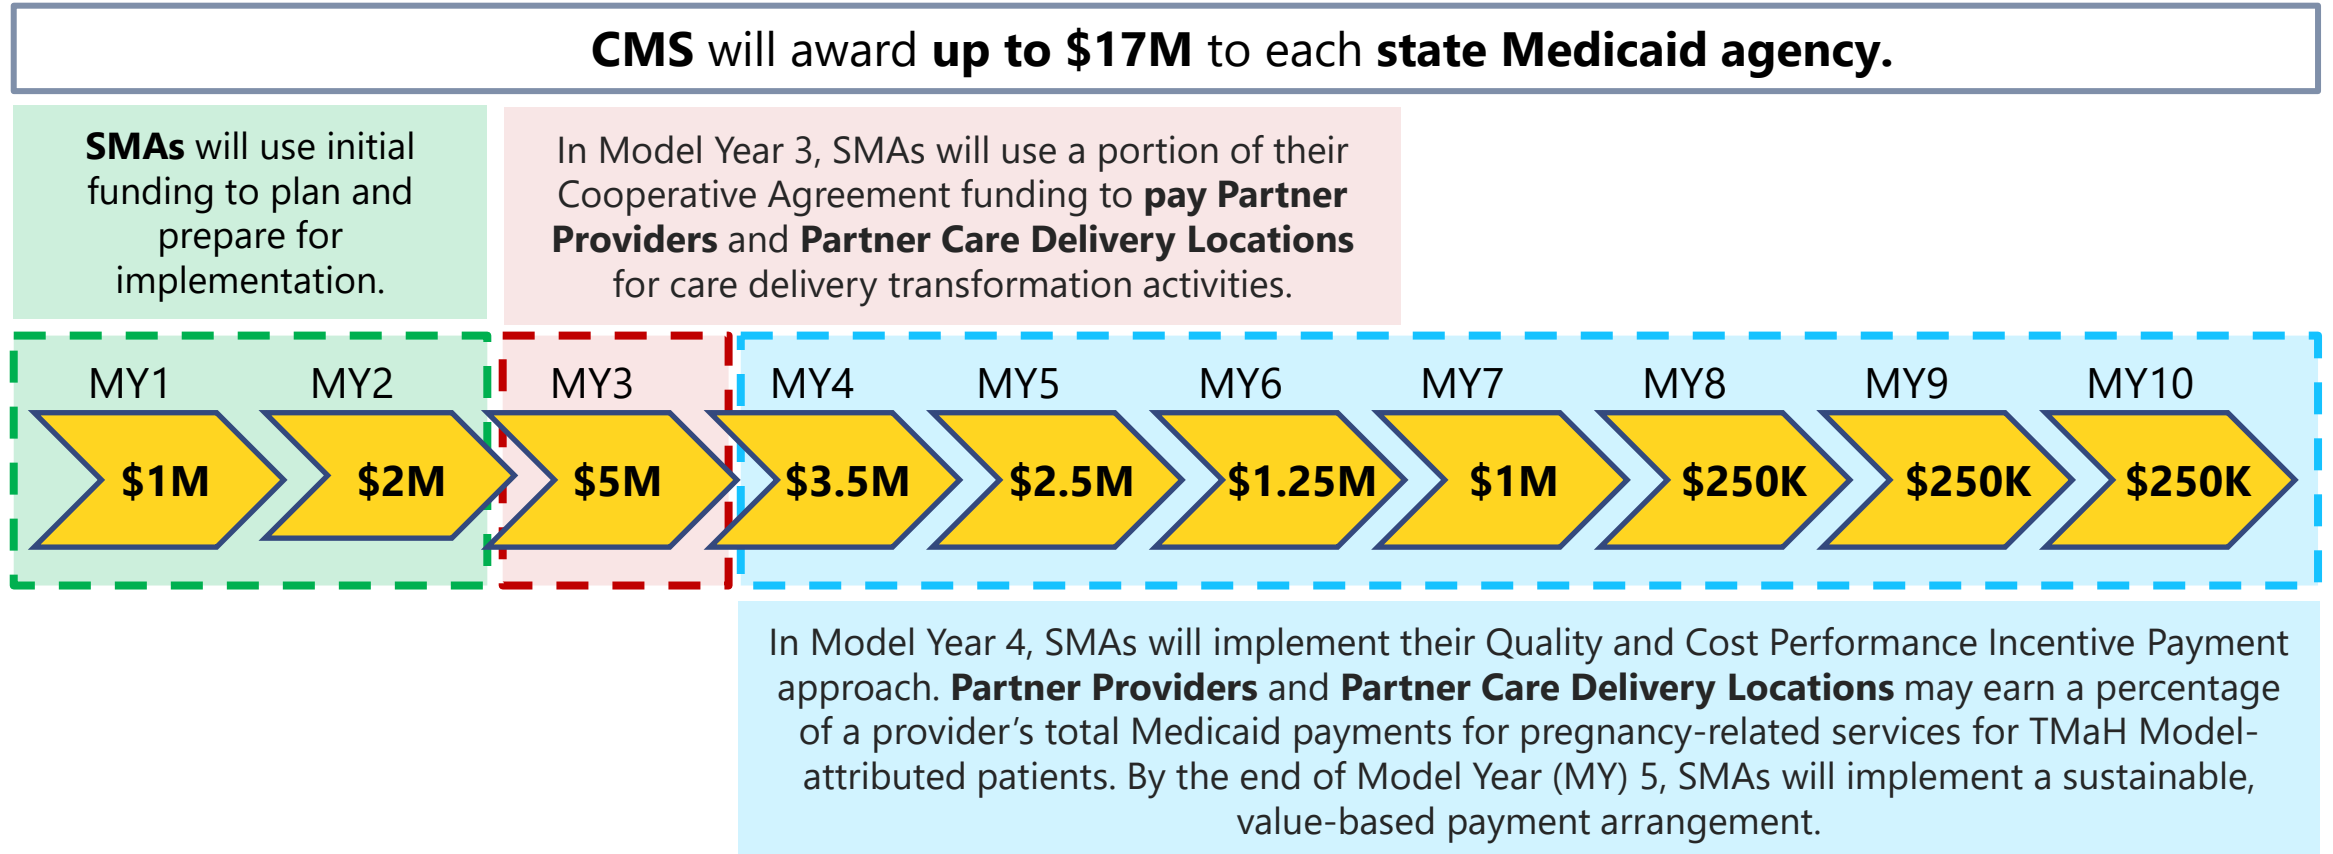 CMS will award up to $17M to each state Medicaid agency.
SMAs will use initial
funding to plan and
prepare for
implementation.
In Model Year 3, SMAs will use a portion of their
Cooperative Agreement funding to pay Partner
Providers and Partner Care Delivery Locations
for care delivery transformation activities.
MY1 MY2 MY3 MY4 MY5 MY6 MY7 MY8 MY9 MY10
$1M $2M $5M $3.5M $2.5M $1.25M $1M $250K $250K $250K
In Model Year 4, SMAs will implement their Quality and Cost Performance Incentive Payment
approach. Partner Providers and Partner Care Delivery Locations may earn a percentage
of a provider’s total Medicaid payments for pregnancy-related services for TMaH Model-
attributed patients. By the end of Model Year (MY) 5, SMAs will implement a sustainable,
value-based payment arrangement.